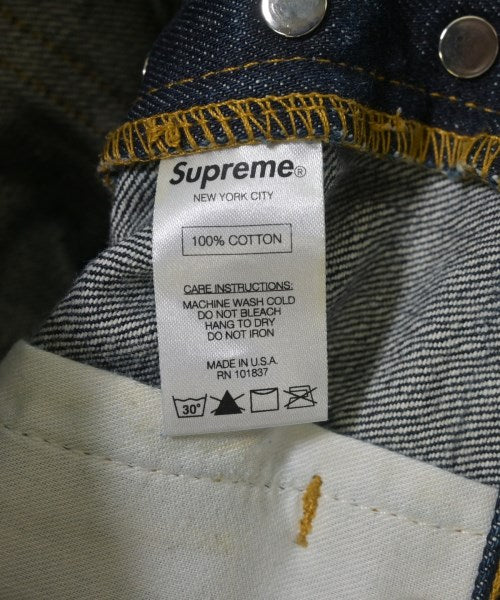 Supreme®
NEW YORK CITY
100% COTTON
CARE INSTRUCTIONS:
MACHINE WASH COLD
DO NOT BLEACH
HANG TO DRY
DO NOT IRON
MADE IN U.S.A.
RN 101837
30°